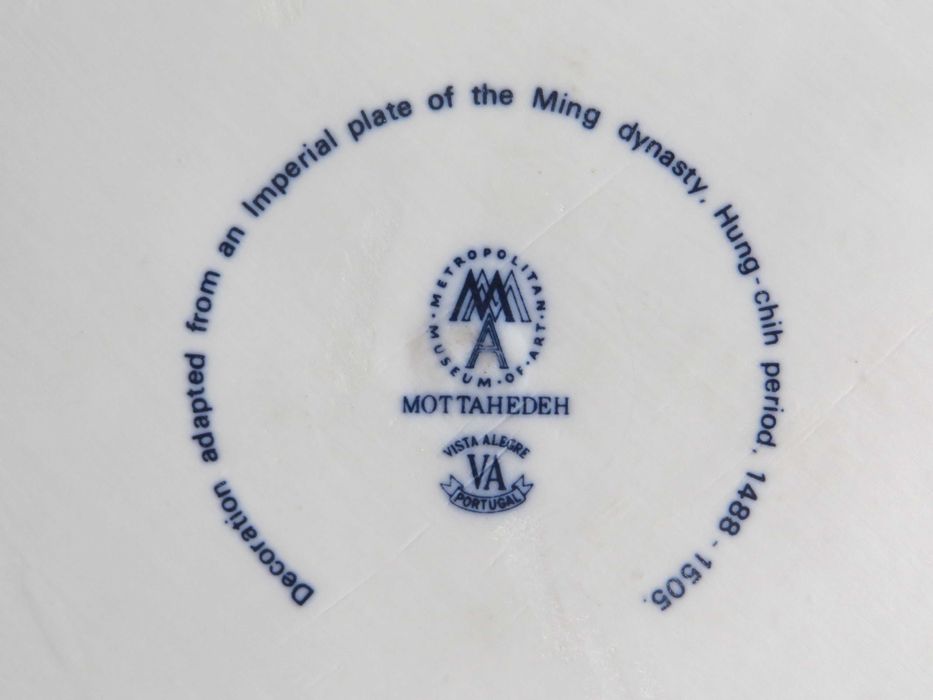 Decoration adapted from an Imperial plate of the Ming dynasty, Hung-chih period, 1488-1505.
METROPOLITAN · MUSEUM · OF · ART ·
MMA
MOTTAHEDEH
VISTA ALEGRE
VA
PORTUGAL